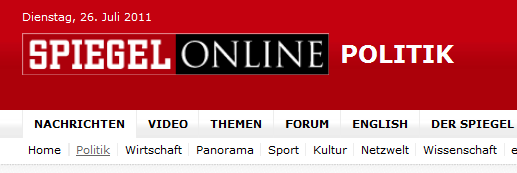 Dienstag, 26. Juli 2011
SPIEGEL ONLINE POLITIK
NACHRICHTEN VIDEO THEMEN FORUM ENGLISH DER SPIEGEL
Home Politik Wirtschaft Panorama Sport Kultur Netzwelt Wissenschaft